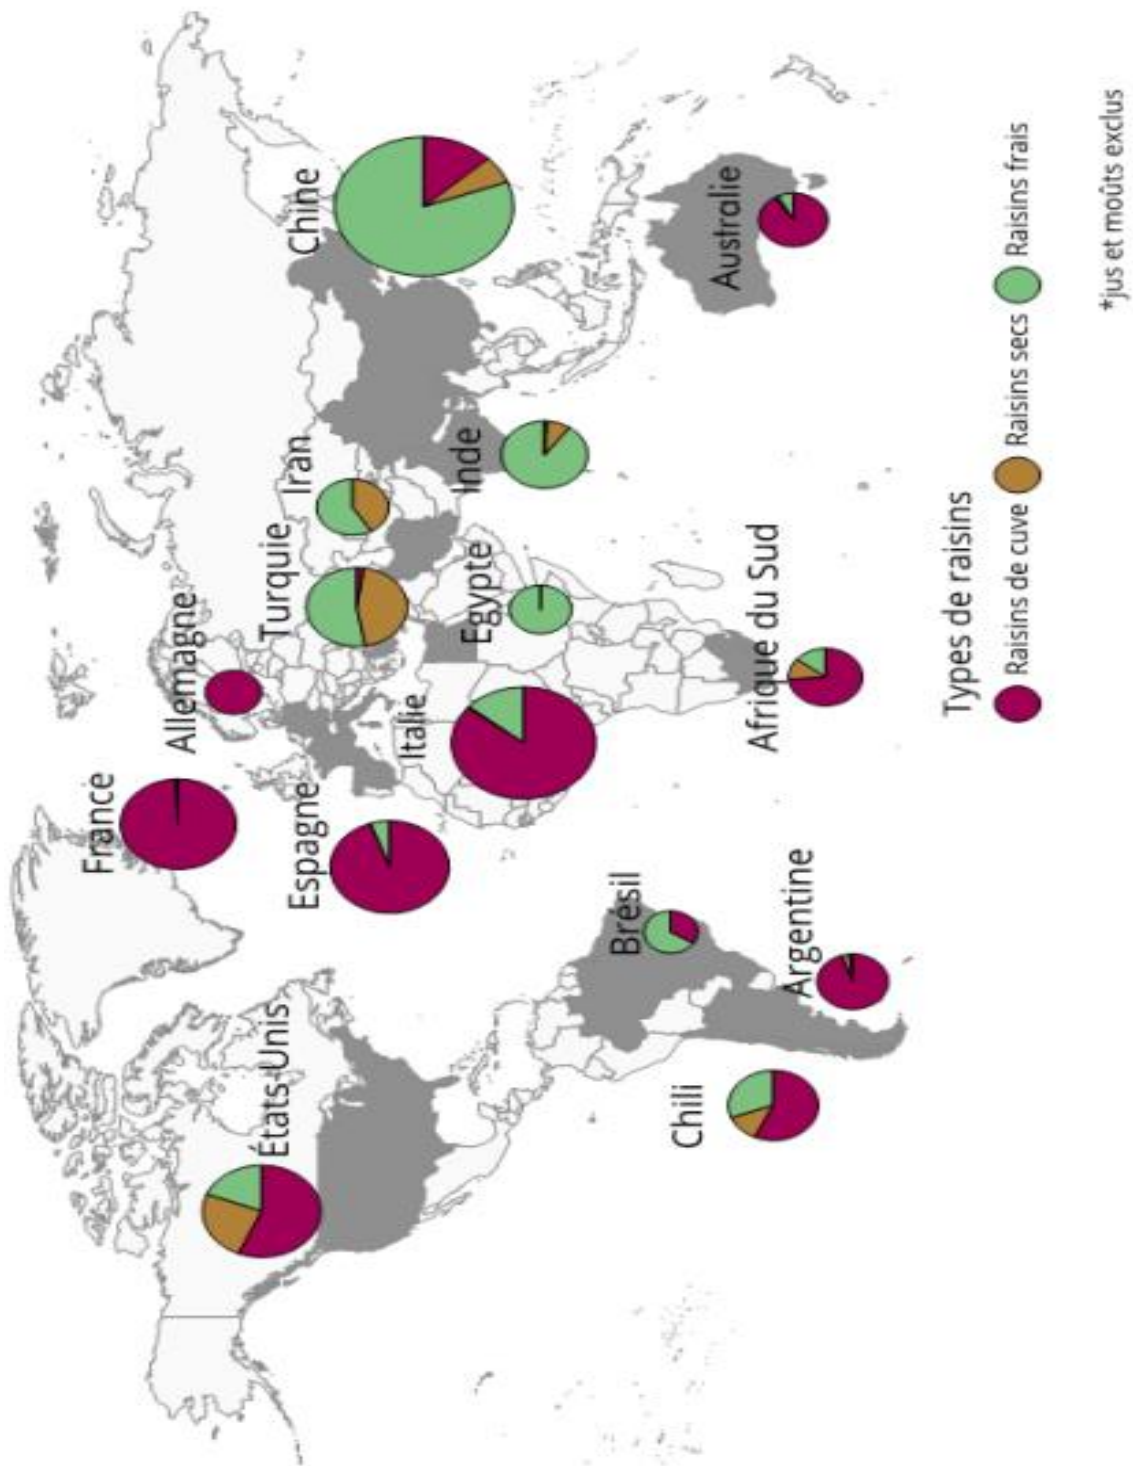 États-Unis
France
Allemagne
Espagne
Turquie
Iran
Chine
Italie
Egypte
Inde
Brésil
Chili
Argentine
Afrique du Sud
Australie
Types de raisins
Raisins de cuve Raisins secs Raisins frais
*jus et moûts exclus